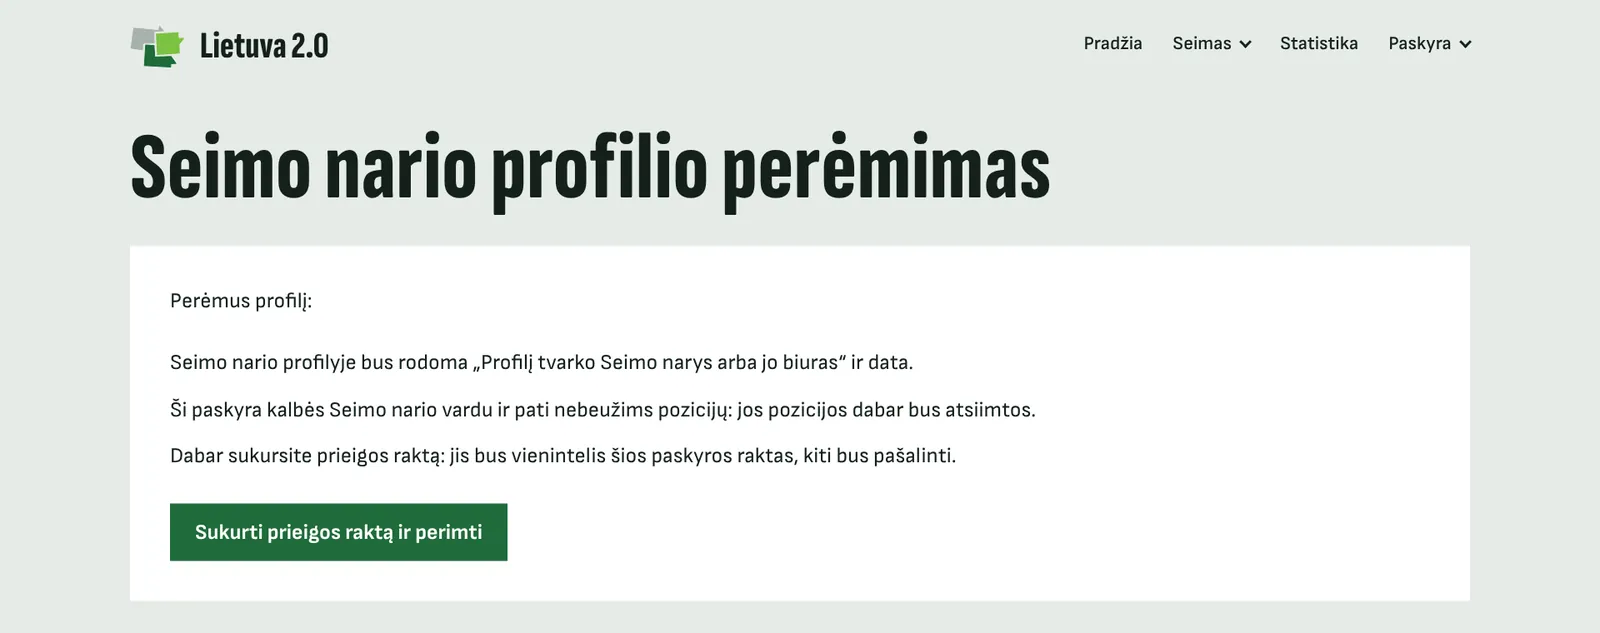 Lietuva 2.0
Pradžia
Seimas
Statistika
Paskyra
Seimo nario profilio perėmimas
Perėmus profilį:
Seimo nario profilyje bus rodoma „Profilį tvarko Seimo narys arba jo biuras“ ir data.
Ši paskyra kalbės Seimo nario vardu ir pati nebeužims pozicijų: jos pozicijos dabar bus atsiimtos.
Dabar sukursite prieigos raktą: jis bus vienintelis šios paskyros raktas, kiti bus pašalinti.
Sukurti prieigos raktą ir perimti